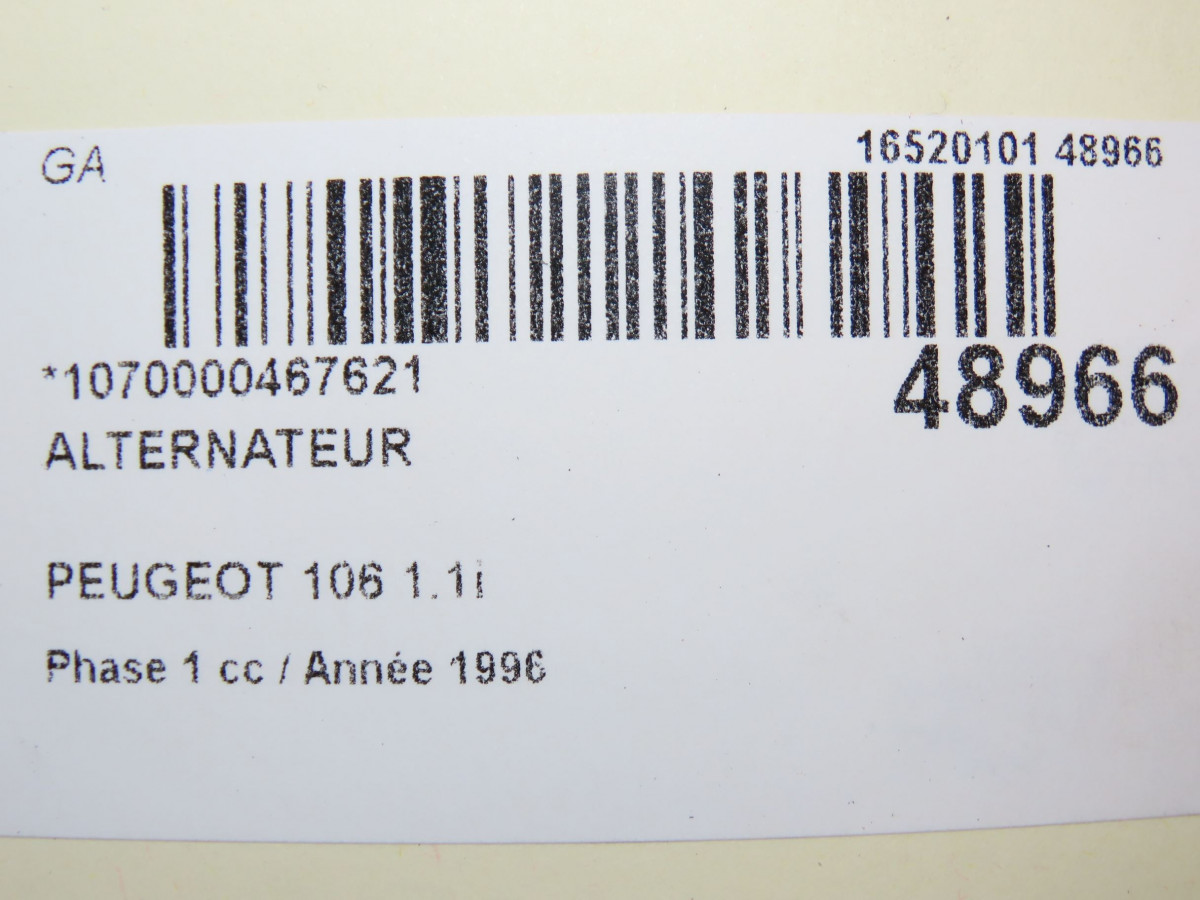 GA
16520101 48966
*1070000467621
48966
ALTERNATEUR
PEUGEOT 106 1.1i
Phase 1 cc / Année 1996